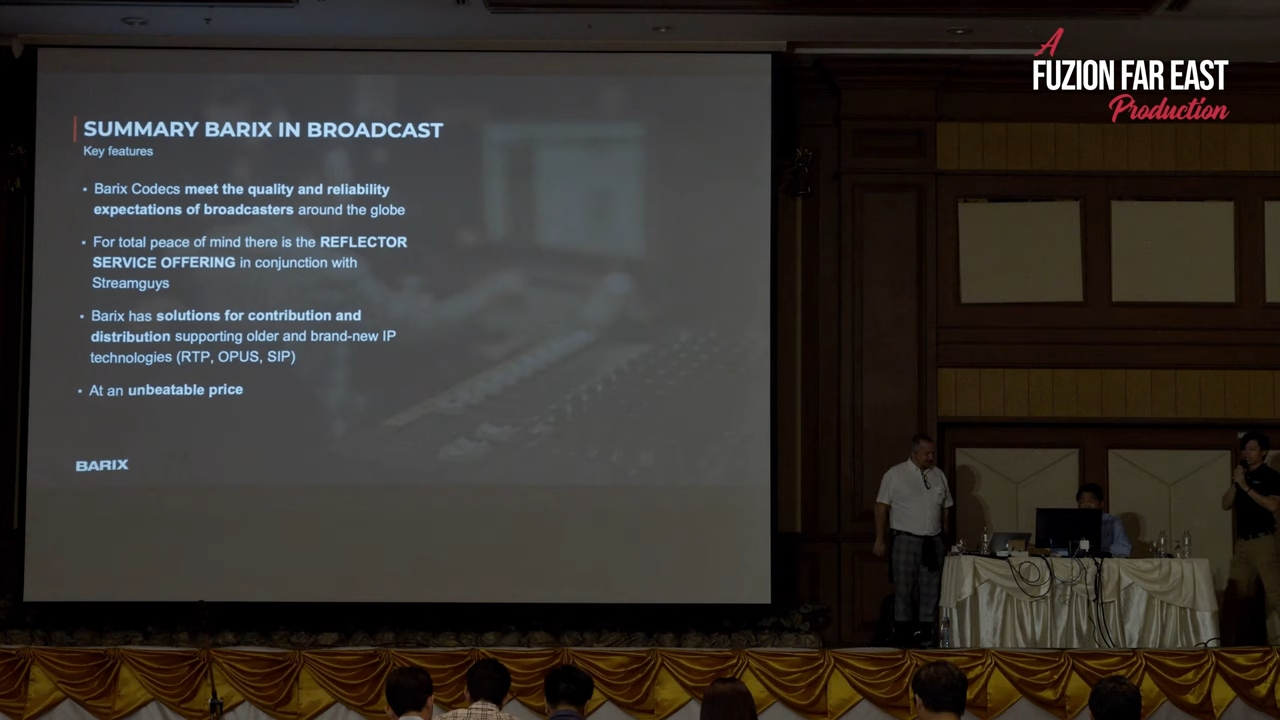 A
FUZION FAR EAST
Production
SUMMARY BARIX IN BROADCAST
Key features
• Barix Codecs meet the quality and reliability
expectations of broadcasters around the globe
• For total peace of mind there is the REFLECTOR
SERVICE OFFERING in conjunction with
Streamguys
• Barix has solutions for contribution and
distribution supporting older and brand-new IP
technologies (RTP, OPUS, SIP)
• At an unbeatable price
BARIX